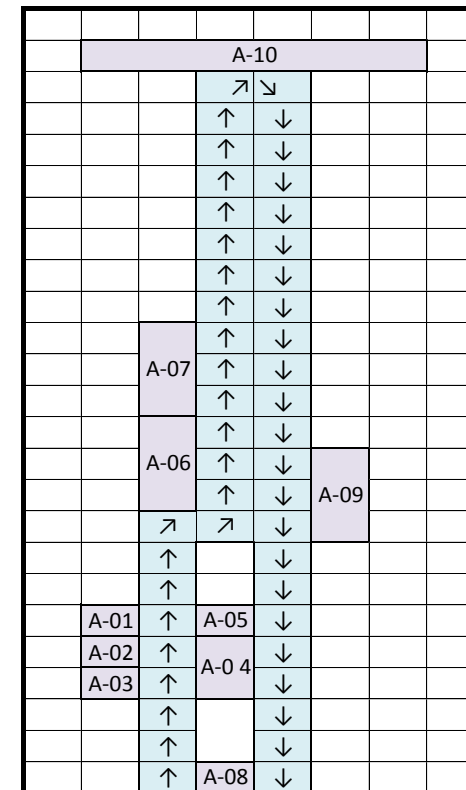 A-10
↗ ↘
↑ ↓
↑ ↓
↑ ↓
↑ ↓
↑ ↓
↑ ↓
↑ ↓
↑ ↓
A-07 ↑ ↓
↑ ↓
↑ ↓
A-06 ↑ ↓
↑ ↓ A-09
↗ ↗ ↓
↑ ↓
↑ ↓
A-01 ↑ A-05 ↓
A-02 ↑ A-0 4 ↓
A-03 ↑ ↓
↑ ↓
↑ ↓
↑ A-08 ↓